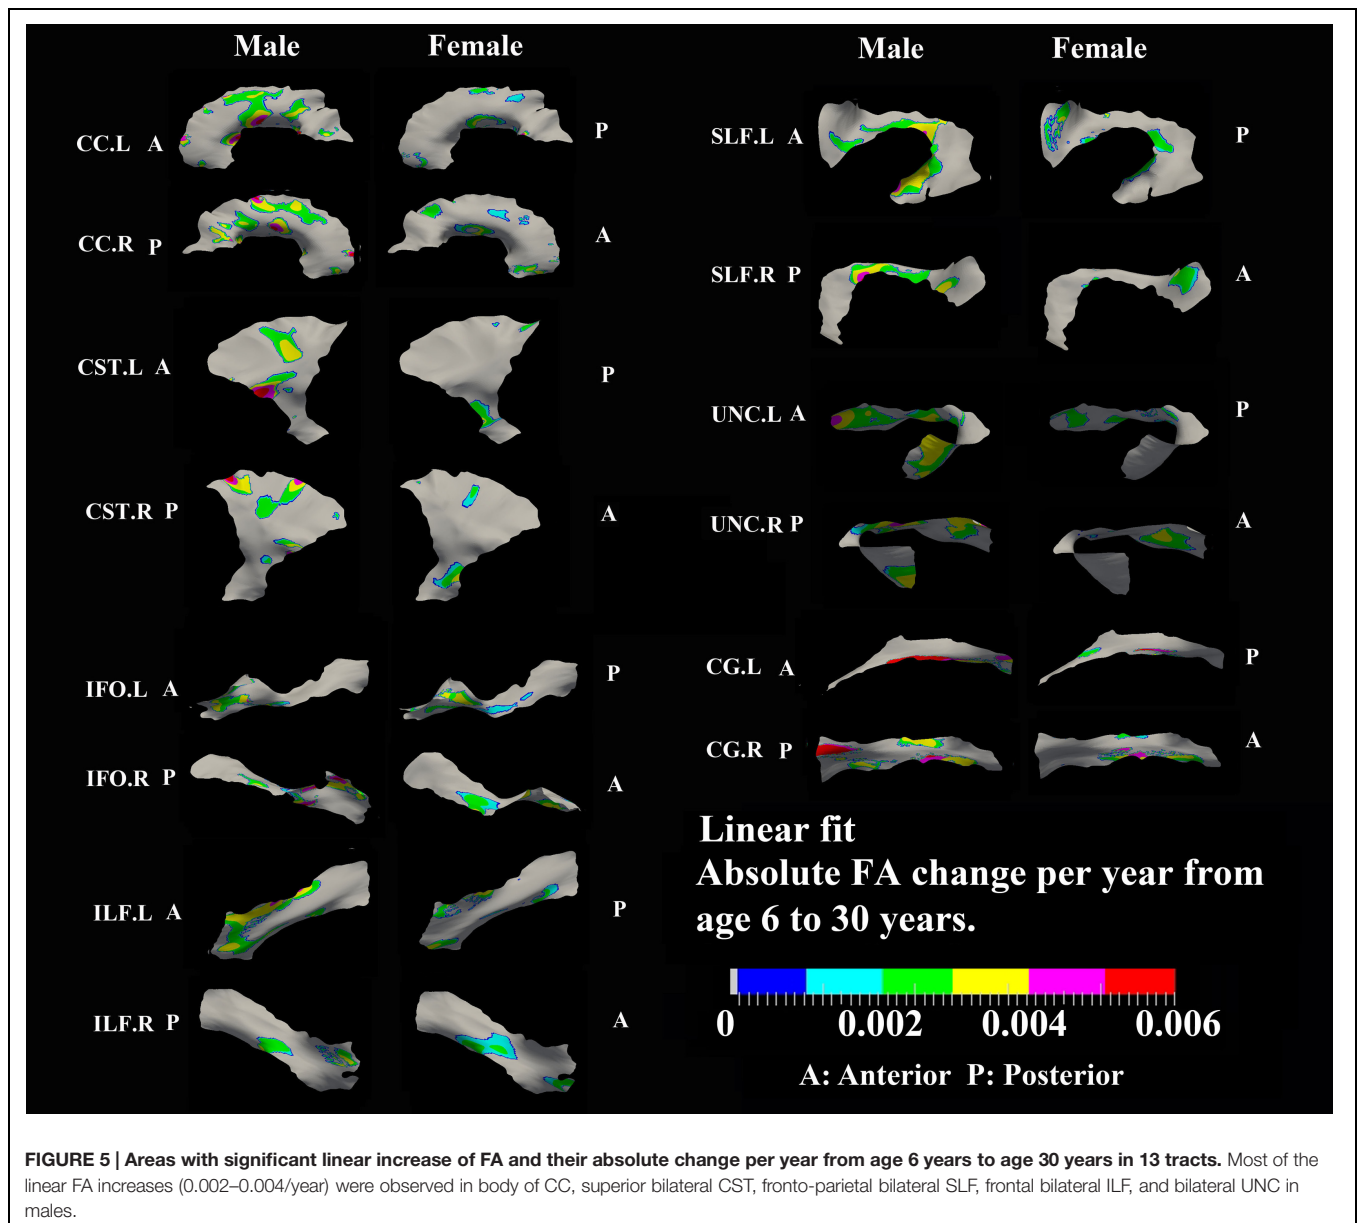 Male Female
CC.L A P
CC.R P A
CST.L A P
CST.R P A
IFO.L A P
IFO.R P A
ILF.L A P
ILF.R P A
Male Female
SLF.L A P
SLF.R P A
UNC.L A P
UNC.R P A
CG.L A P
CG.R P A
Linear fit
Absolute FA change per year from
age 6 to 30 years.
0 0.002 0.004 0.006
A: Anterior P: Posterior
FIGURE 5 | Areas with significant linear increase of FA and their absolute change per year from age 6 years to age 30 years in 13 tracts. Most of the
linear FA increases (0.002–0.004/year) were observed in body of CC, superior bilateral CST, fronto-parietal bilateral SLF, frontal bilateral ILF, and bilateral UNC in
males.